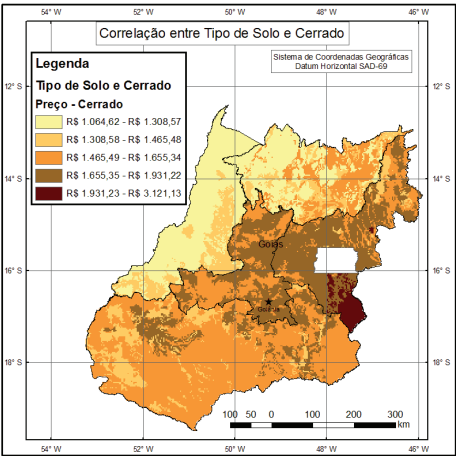 54° W 52° W 50° W 48° W 46° W
Correlação entre Tipo de Solo e Cerrado
Sistema de Coordenadas Geográficas
Datum Horizontal SAD-69
Legenda
Tipo de Solo e Cerrado
Preço - Cerrado
R$ 1.064,62 - R$ 1.308,57
R$ 1.308,58 - R$ 1.465,48
R$ 1.465,49 - R$ 1.655,34
R$ 1.655,35 - R$ 1.931,22
R$ 1.931,23 - R$ 3.121,13
12° S 12° S
14° S 14° S
Goiás
16° S 16° S
Goiânia
18° S 18° S
100 50 0 100 200 300
km
54° W 52° W 50° W 48° W 46° W